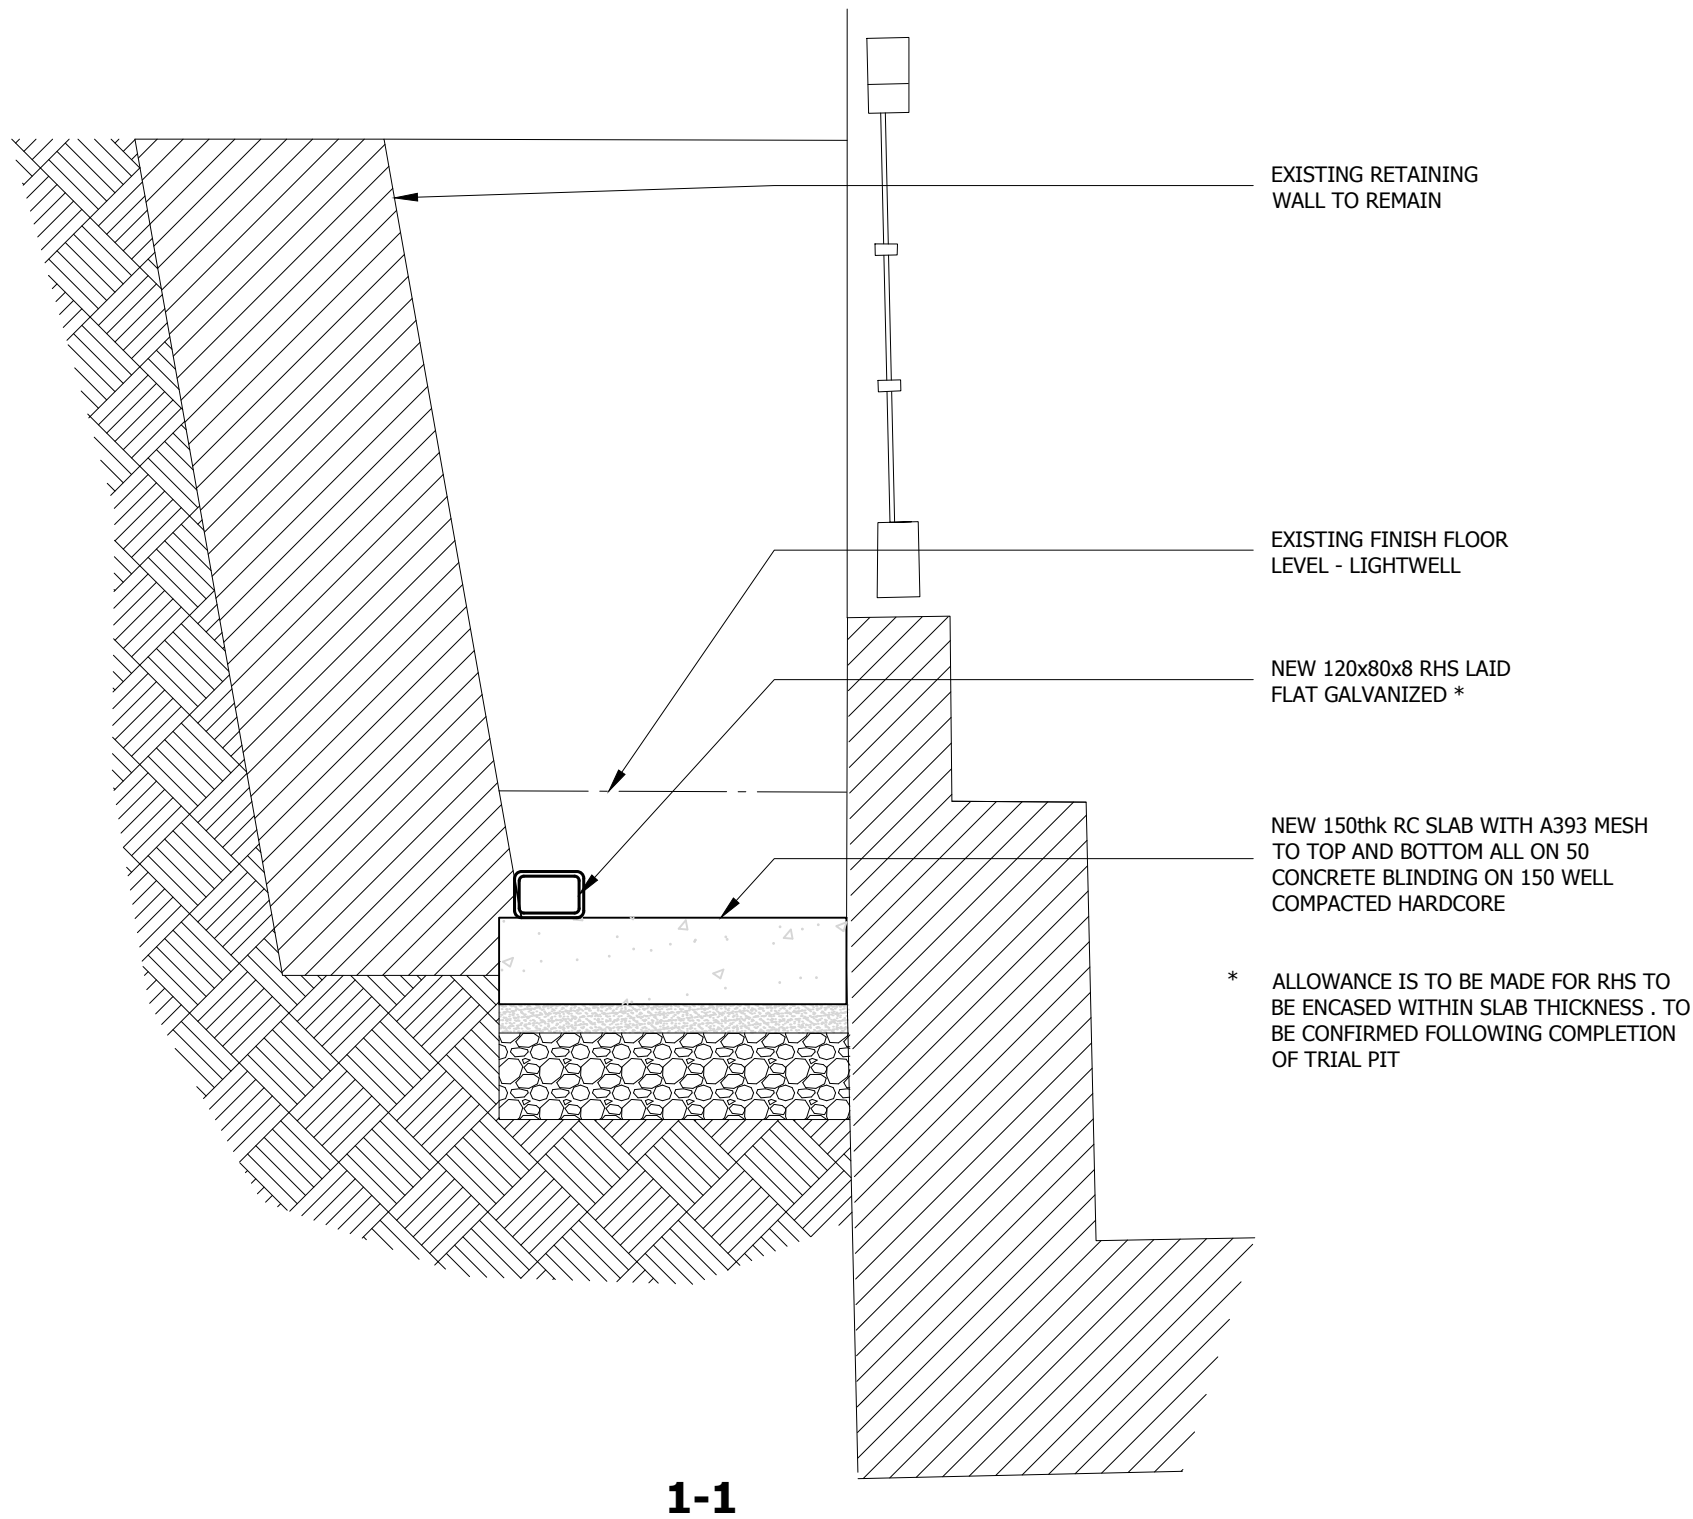 EXISTING RETAINING
WALL TO REMAIN
EXISTING FINISH FLOOR
LEVEL - LIGHTWELL
NEW 120x80x8 RHS LAID
FLAT GALVANIZED *
NEW 150thk RC SLAB WITH A393 MESH
TO TOP AND BOTTOM ALL ON 50
CONCRETE BLINDING ON 150 WELL
COMPACTED HARDCORE
* ALLOWANCE IS TO BE MADE FOR RHS TO
BE ENCASED WITHIN SLAB THICKNESS . TO
BE CONFIRMED FOLLOWING COMPLETION
OF TRIAL PIT
1-1